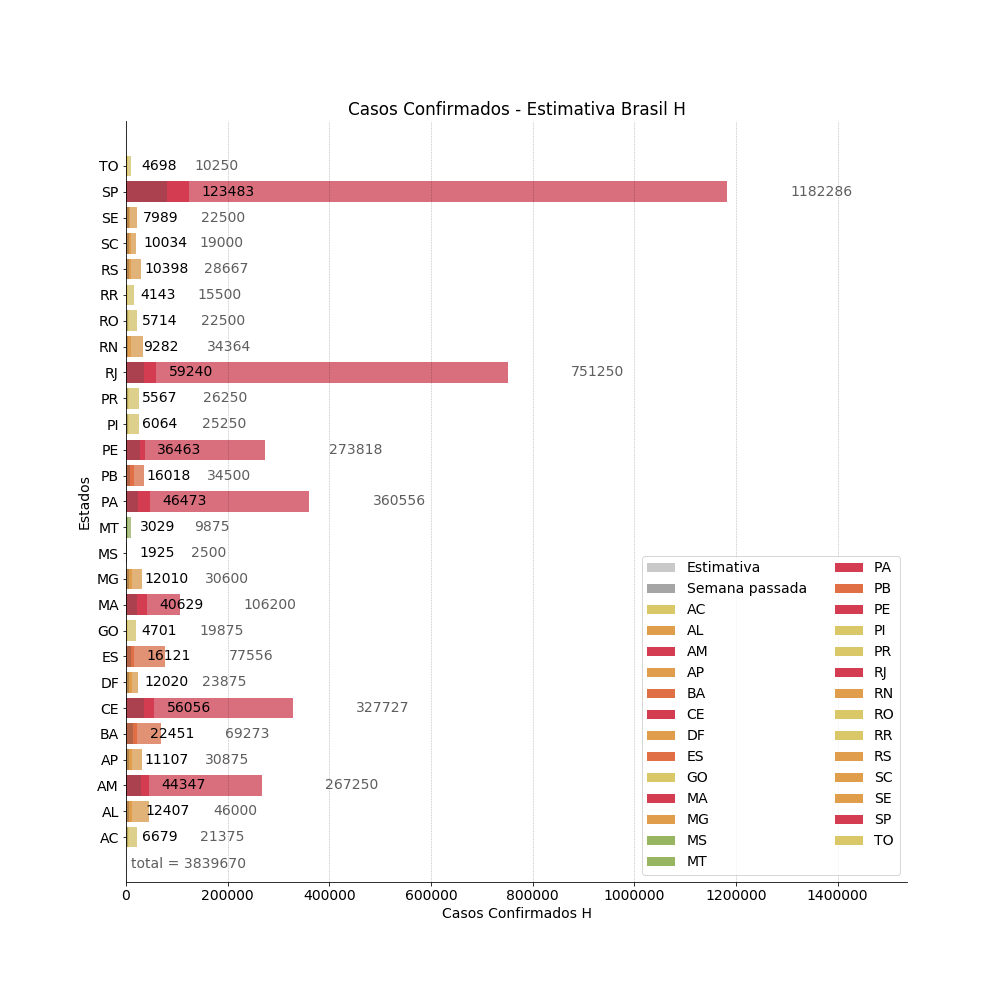 Casos Confirmados - Estimativa Brasil H
TO 4698 10250
SP 123483 1182286
SE 7989 22500
SC 10034 19000
RS 10398 28667
RR 4143 15500
RO 5714 22500
RN 9282 34364
RJ 59240 751250
PR 5567 26250
PI 6064 25250
PE 36463 273818
PB 16018 34500
PA 46473 360556
MT 3029 9875
MS 1925 2500
MG 12010 30600
MA 40629 106200
GO 4701 19875
ES 16121 77556
DF 12020 23875
CE 56056 327727
BA 22451 69273
AP 11107 30875
AM 44347 267250
AL 12407 46000
AC 6679 21375
total = 3839670
Estados
0 200000 400000 600000 800000 1000000 1200000 1400000
Casos Confirmados H
Estimativa
Semana passada
AC
AL
AM
AP
BA
CE
DF
ES
GO
MA
MG
MS
MT
PA
PB
PE
PI
PR
RJ
RN
RO
RR
RS
SC
SE
SP
TO